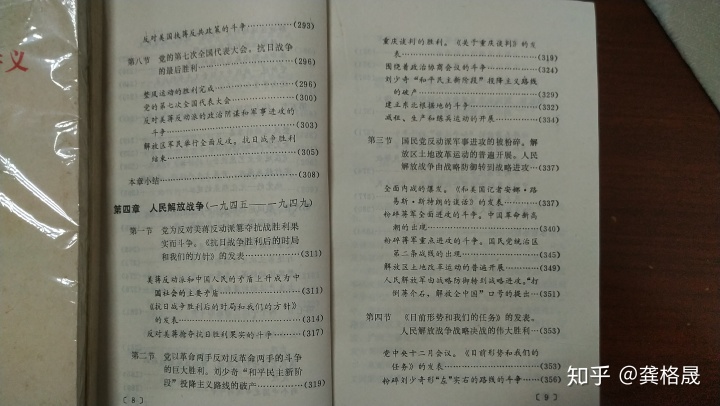 义
反对美国扶蒋反共政策的斗争……………(293)
第八节 党的第七次全国代表大会。抗日战争
的最后胜利……………(296)
整风运动的胜利完成……………(296)
党的第七次全国代表大会……………(300)
反对美蒋反动派的政治阴谋和军事进攻的
斗争……………(303)
解放区军民举行全面反攻，抗日战争胜利
结束……………(305)
本章小结……………(308)
第四章 人民解放战争(一九四五——一九四九)
第一节 党为反对美蒋反动派篡夺抗战胜利果
实而斗争。《抗日战争胜利后的时局
和我们的方针》的发表……………(311)
美蒋反动派和中国人民的矛盾上升成为中
国社会的主要矛盾……………(311)
《抗日战争胜利后的时局和我们的方针》
的发表……………(314)
反对美蒋抢夺抗日胜利果实的斗争……………(317)
第二节 党以革命两手反对反革命两手的斗争
的巨大胜利。刘少奇“和平民主新阶
段”投降主义路线的破产……………(319)
〔8〕
重庆谈判的胜利。《关于重庆谈判》的发
表……………(319)
围绕着政治协商会议的斗争……………(324)
刘少奇“和平民主新阶段”投降主义路线
的破产……………(329)
建立东北根据地的斗争……………(332)
减租、生产和练兵运动的开展……………(334)
第三节 国民党反动派军事进攻的被粉碎。解
放区土地改革运动的普遍开展。人民
解放战争由战略防御转到战略进攻…(337)
全面内战的爆发。《和美国记者安娜·路
易斯·斯特朗的谈话》的发表……………(337)
粉碎蒋军全面进攻的斗争。中国革命新高
潮的出现……………(340)
粉碎蒋军重点进攻的斗争。国民党统治区
第二条战线的出现……………(345)
解放区土地改革运动的普遍开展……………(349)
人民解放军由战略防御转到战略进攻。“打
倒蒋介石，解放全中国”口号的提出…(351)
第四节 《目前形势和我们的任务》的发表。
人民解放战争战略决战的伟大胜利…(353)
党中央十二月会议。《目前形势和我们的
任务》的发表……………(353)
粉碎刘少奇形“左”实右的路线的斗争…(356)
〔9〕
知乎 @龚格晟